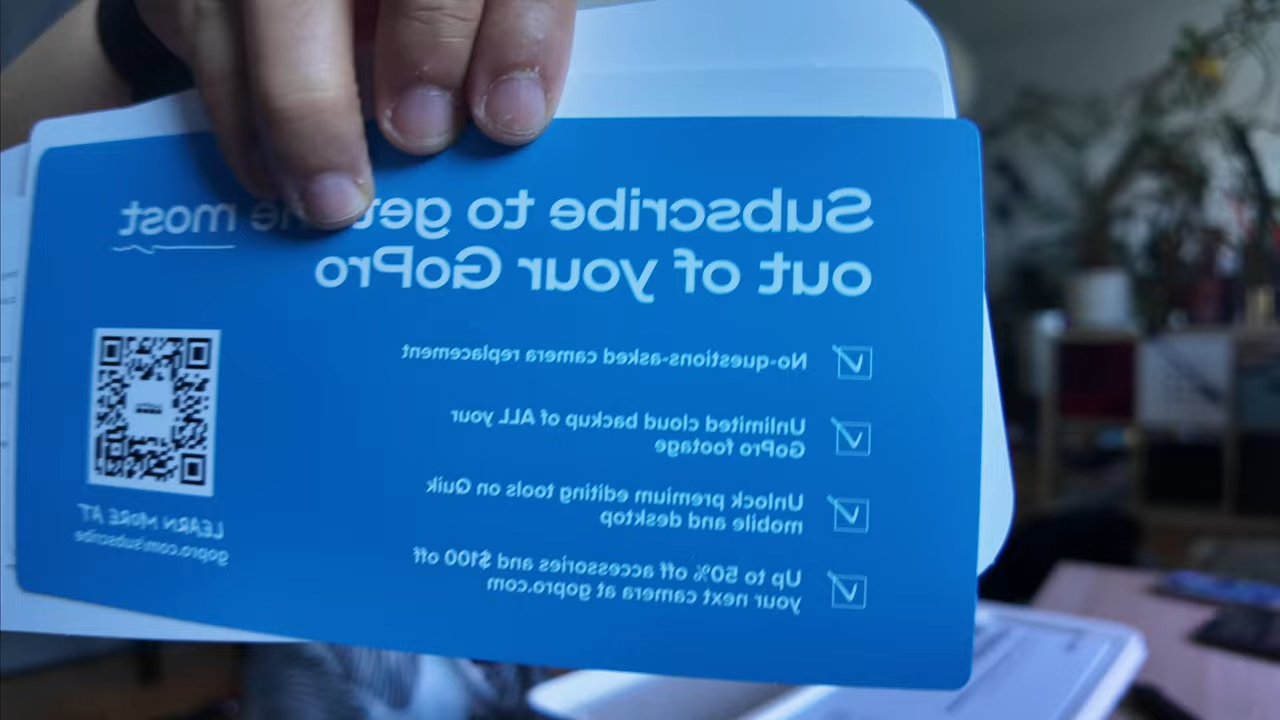 Subscribe to get the most
out of your GoPro
No-questions-asked camera replacement
Unlimited cloud backup of ALL your
GoPro footage
Unlock premium editing tools on Quik
mobile and desktop
Up to 50% off accessories and $100 off
your next camera at gopro.com
LEARN MORE AT
gopro.com/subscribe